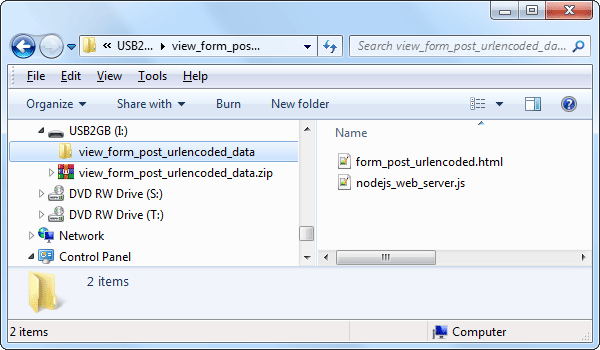 USB2... view_form_pos...
Search view_form_post_urlencoded_da...
File Edit View Tools Help
Organize Share with Burn New folder
USB2GB (I:)
view_form_post_urlencoded_data
view_form_post_urlencoded_data.zip
DVD RW Drive (S:)
DVD RW Drive (T:)
Network
Control Panel
Name
form_post_urlencoded.html
nodejs_web_server.js
2 items
2 items Computer